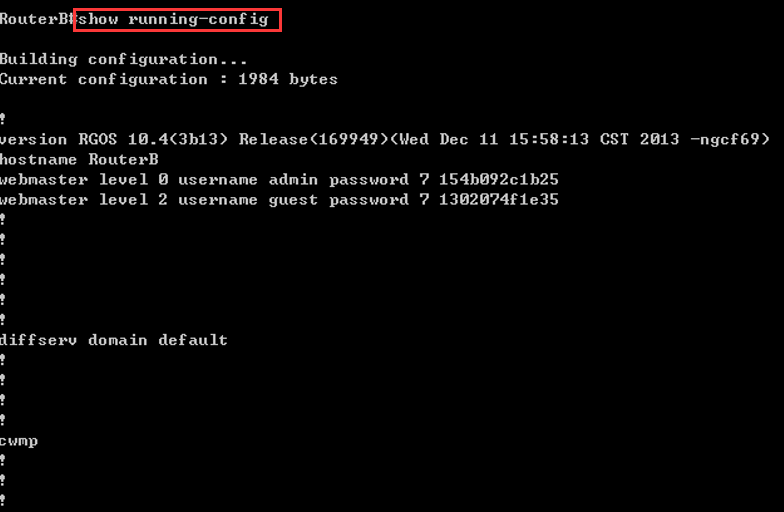 RouterB#show running-config
Building configuration...
Current configuration : 1984 bytes
!
version RGOS 10.4(3b13) Release(169949)(Wed Dec 11 15:58:13 CST 2013 -ngcf69)
hostname RouterB
webmaster level 0 username admin password 7 154b092c1b25
webmaster level 2 username guest password 7 1302074f1e35
!
!
!
!
!
!
diffserv domain default
!
!
!
!
cwmp
!
!
!